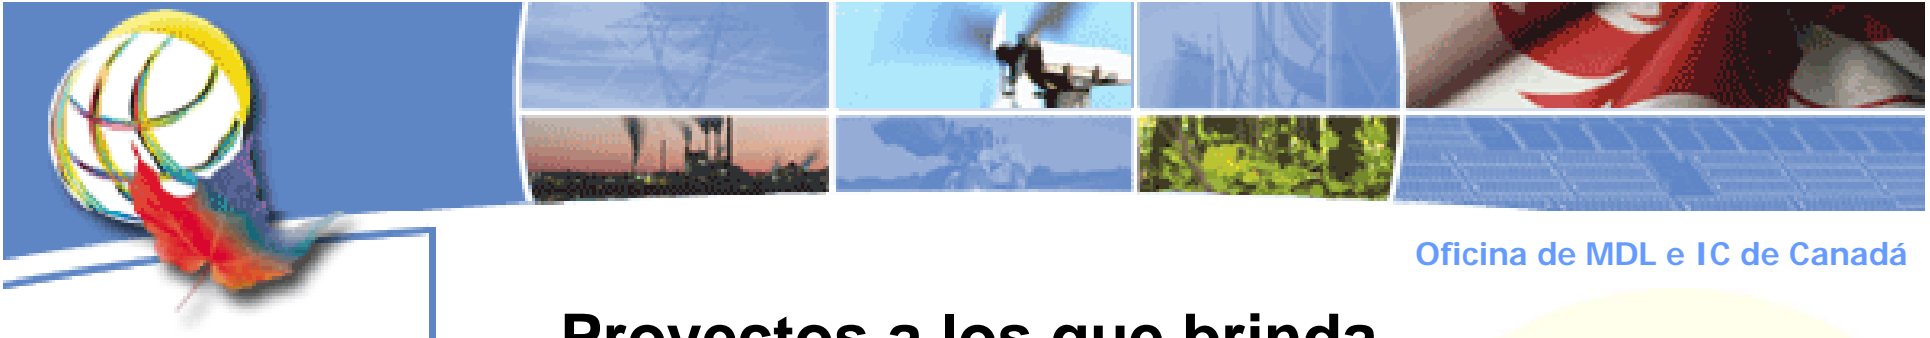 Oficina de MDL e IC de Canadá
Proyectos a los que brinda